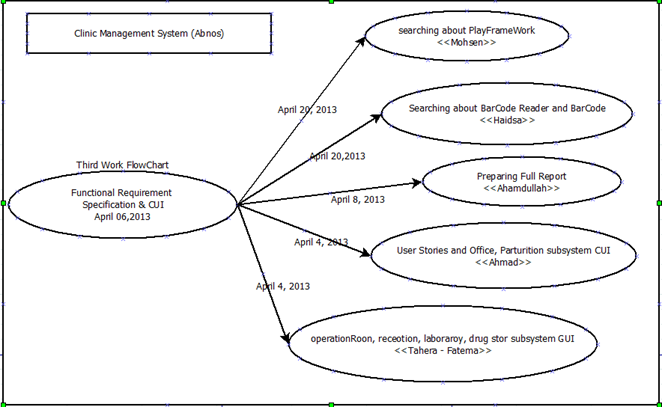 Clinic Management System (Abnos)
searching about PlayFrameWork
<<Mohsen>>
April 20, 2013
Searching about BarCode Reader and BarCode
<<Haidsa>>
April 20,2013
Third Work FlowChart
Functional Requirement
Specification & CUI
April 06,2013
Preparing Full Report
<<Ahamdullah>>
April 8, 2013
User Stories and Office, Parturition subsystem CUI
<<Ahmad>>
April 4, 2013
April 4, 2013
operationRoon, receotion, laboraroy, drug stor subsystem GUI
<<Tahera - Fatema>>